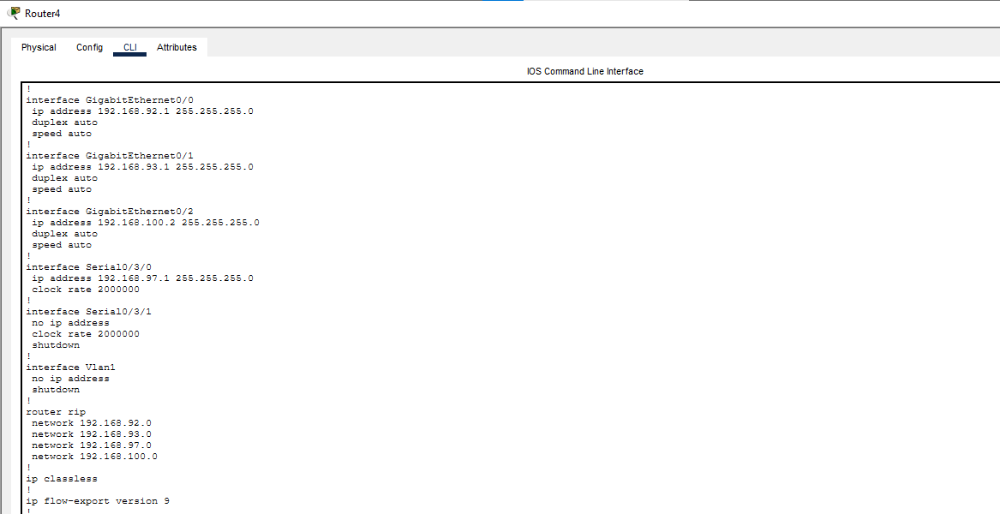 Router4
Physical Config CLI Attributes
IOS Command Line Interface
!
interface GigabitEthernet0/0
 ip address 192.168.92.1 255.255.255.0
 duplex auto
 speed auto
!
interface GigabitEthernet0/1
 ip address 192.168.93.1 255.255.255.0
 duplex auto
 speed auto
!
interface GigabitEthernet0/2
 ip address 192.168.100.2 255.255.255.0
 duplex auto
 speed auto
!
interface Serial0/3/0
 ip address 192.168.97.1 255.255.255.0
 clock rate 2000000
!
interface Serial0/3/1
 no ip address
 clock rate 2000000
 shutdown
!
interface Vlan1
 no ip address
 shutdown
!
router rip
 network 192.168.92.0
 network 192.168.93.0
 network 192.168.97.0
 network 192.168.100.0
!
ip classless
!
ip flow-export version 9
!